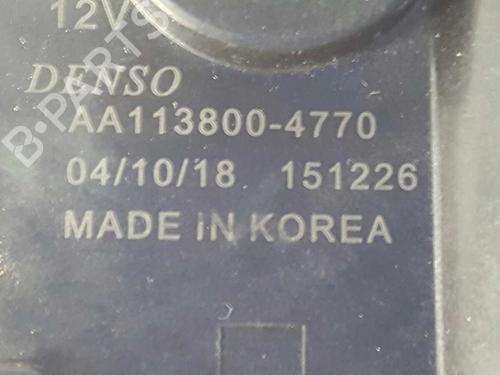 12V
DENSO
AA113800-4770
04/10/18 151226
MADE IN KOREA
B-PARTS